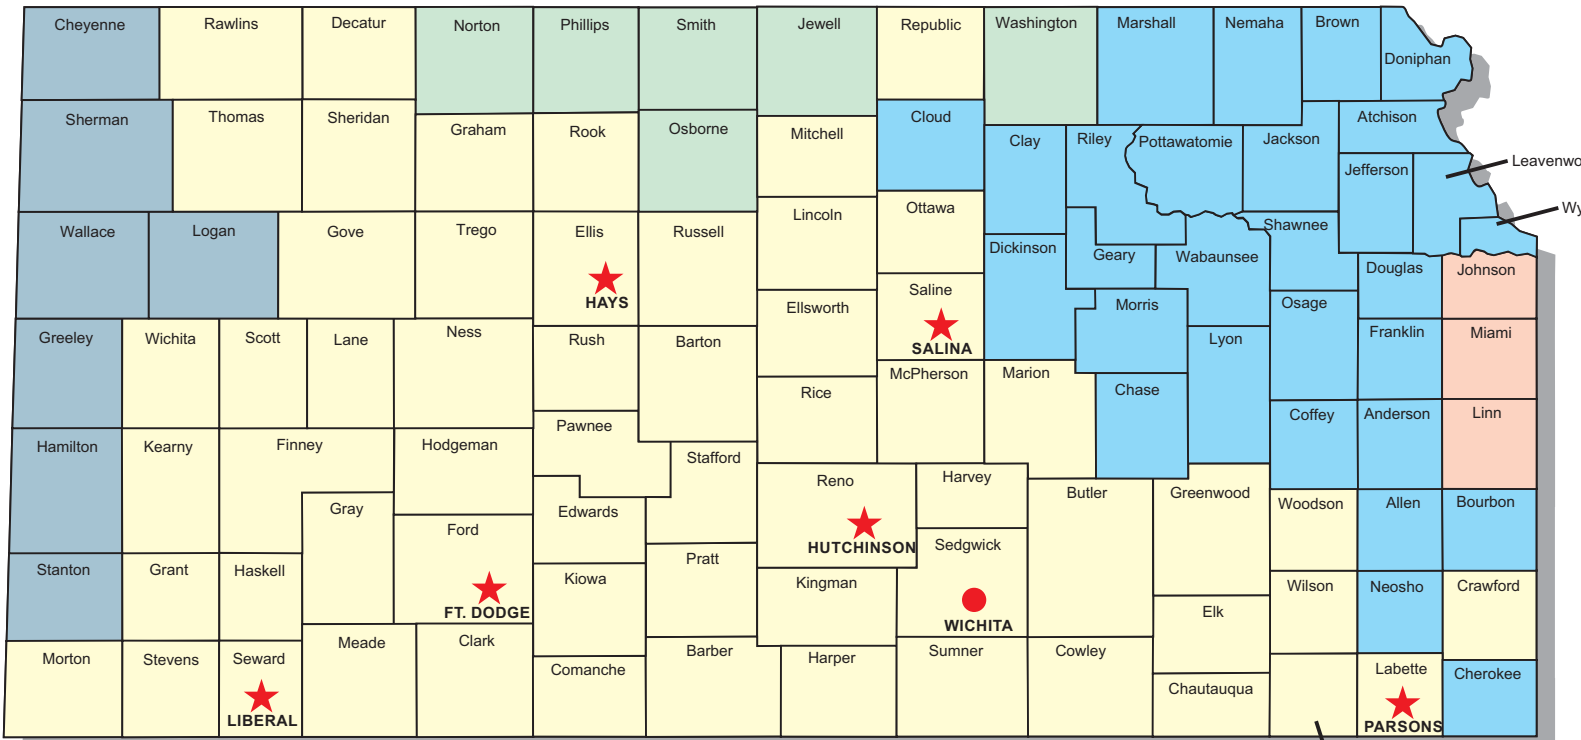 Cheyenne
Rawlins
Decatur
Norton
Phillips
Smith
Jewell
Republic
Washington
Marshall
Nemaha
Brown
Doniphan
Sherman
Thomas
Sheridan
Graham
Rook
Osborne
Mitchell
Cloud
Clay
Riley
Pottawatomie
Jackson
Atchison
Jefferson
Leavenwo
Wy
Wallace
Logan
Gove
Trego
Ellis
HAYS
Russell
Lincoln
Ottawa
Dickinson
Geary
Wabaunsee
Shawnee
Douglas
Johnson
Ellsworth
Saline
SALINA
Morris
Osage
Greeley
Wichita
Scott
Lane
Ness
Rush
Barton
Rice
McPherson
Marion
Chase
Lyon
Franklin
Miami
Coffey
Anderson
Linn
Hamilton
Kearny
Finney
Hodgeman
Pawnee
Stafford
Reno
HUTCHINSON
Harvey
Butler
Greenwood
Woodson
Allen
Bourbon
Gray
Ford
FT. DODGE
Edwards
Pratt
Kingman
Sedgwick
WICHITA
Stanton
Grant
Haskell
Kiowa
Elk
Wilson
Neosho
Crawford
Morton
Stevens
Seward
LIBERAL
Meade
Clark
Comanche
Barber
Harper
Sumner
Cowley
Chautauqua
Labette
PARSONS
Cherokee